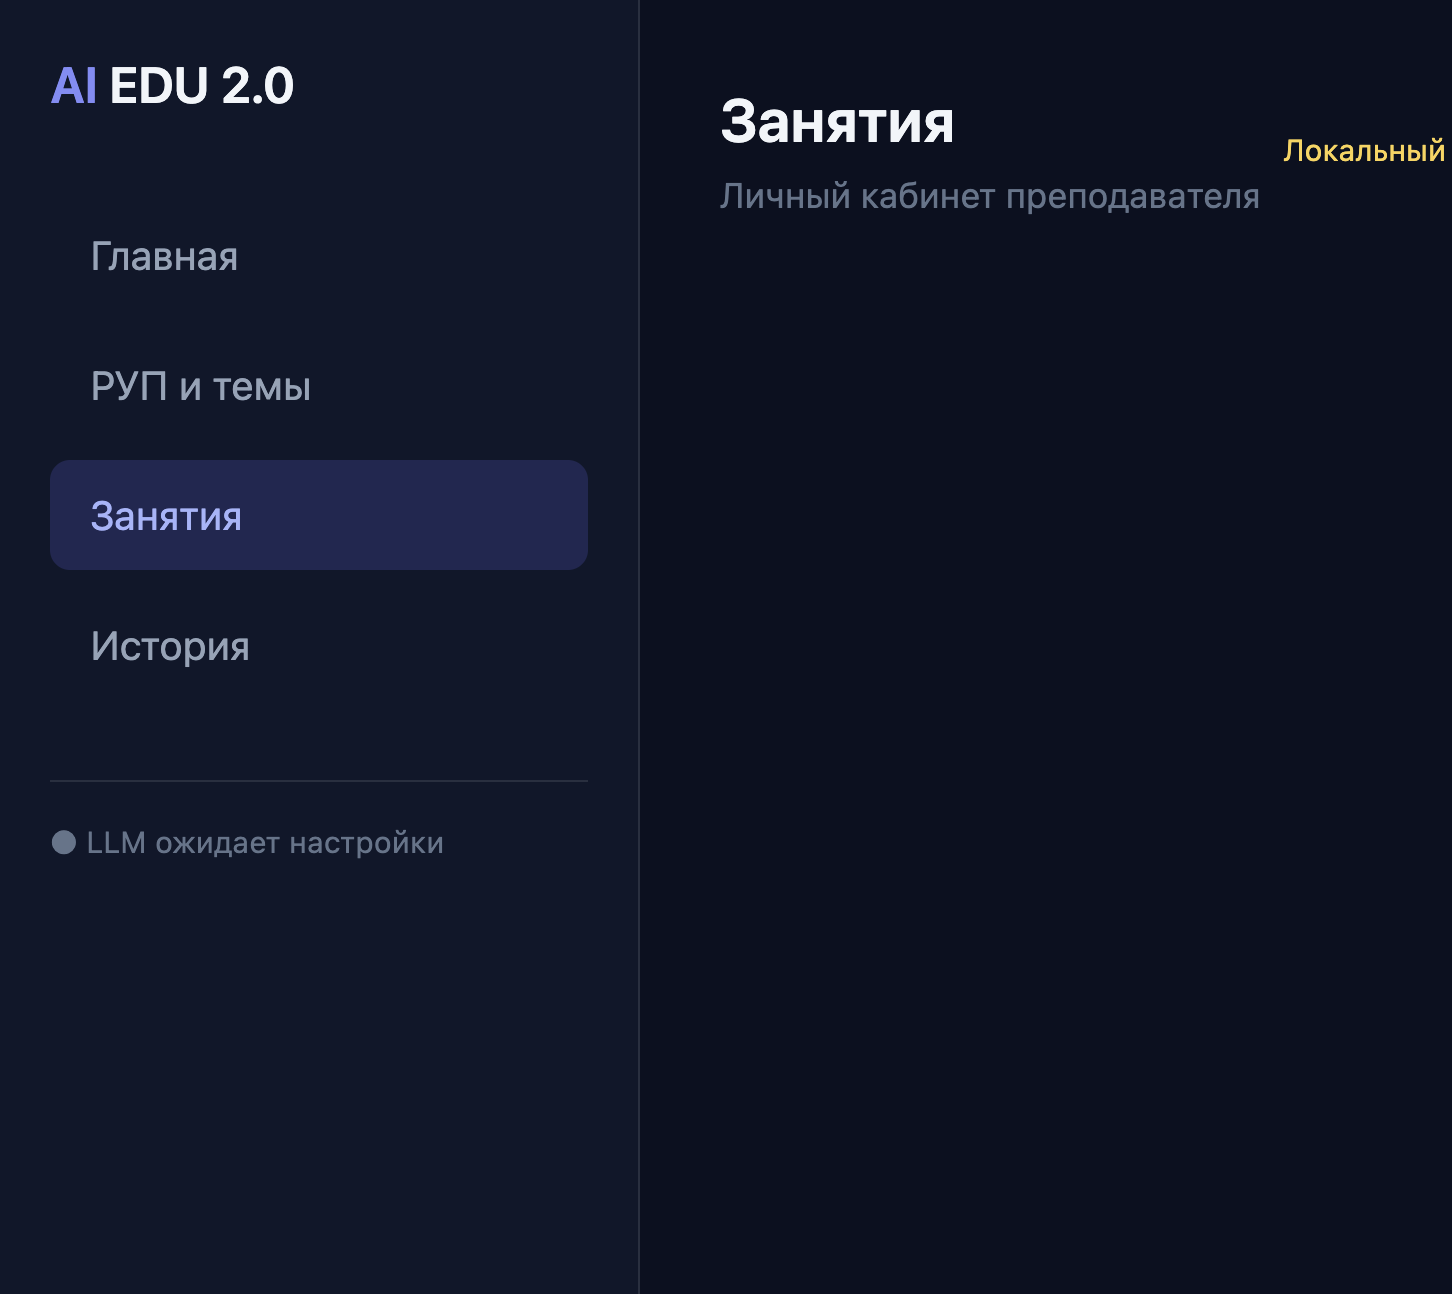 AI EDU 2.0
Главная
РУП и темы
Занятия
История
LLM ожидает настройки
Занятия
Личный кабинет преподавателя
Локальный